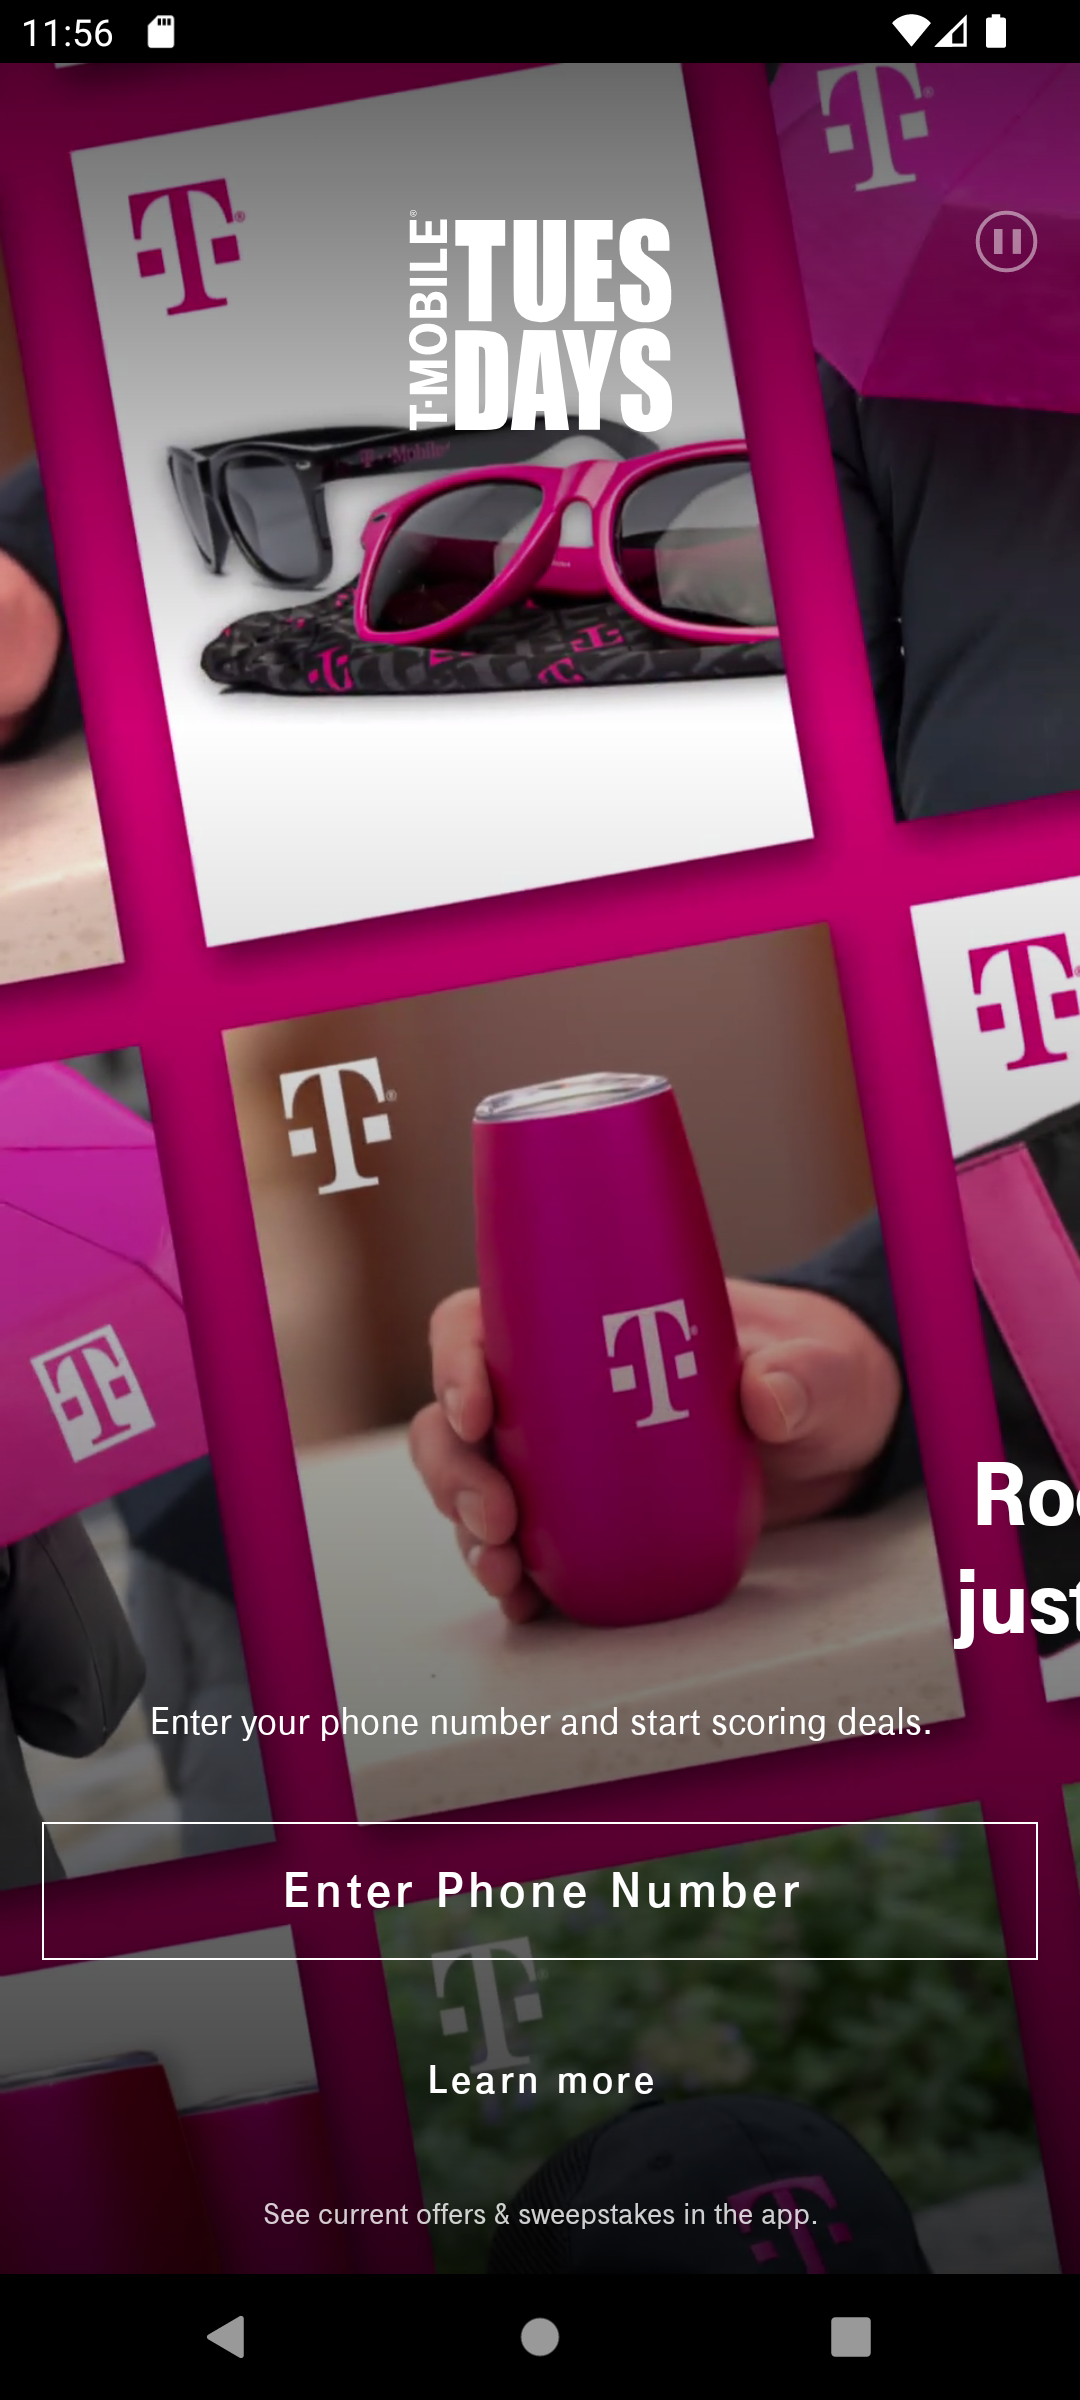 11:56
T·MOBILE®
TUES
DAYS
T·Mobile
Enter your phone number and start scoring deals.
Enter Phone Number
Learn more
See current offers & sweepstakes in the app.